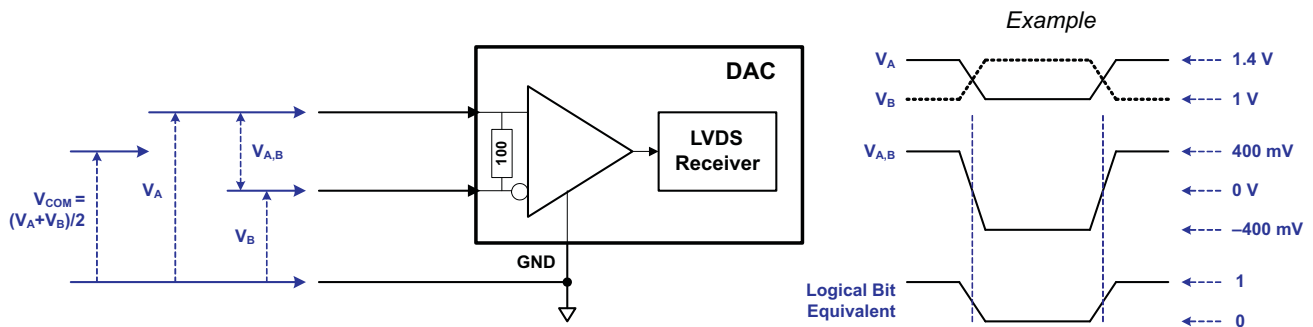 Example
DAC
V_A
1.4 V
V_B
1 V
V_A,B
LVDS
Receiver
100
V_A,B
400 mV
V_COM =
(V_A+V_B)/2
V_A
0 V
V_B
–400 mV
GND
Logical Bit
Equivalent
1
0